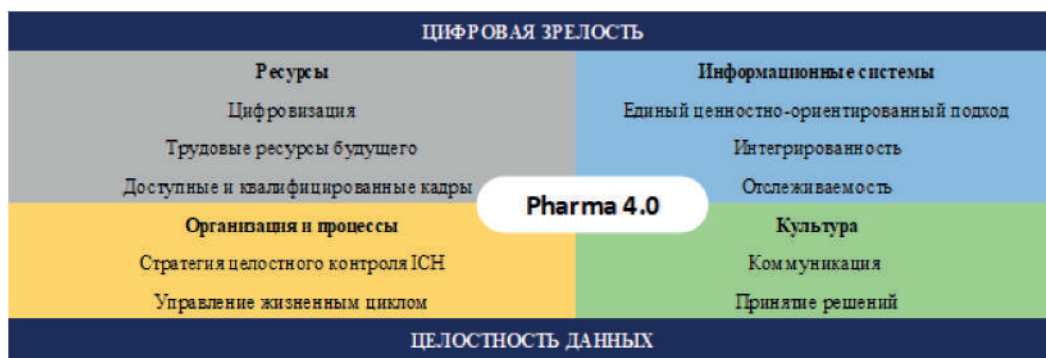 ЦИФРОВАЯ ЗРЕЛОСТЬ
Ресурсы
Цифровизация
Трудовые ресурсы будущего
Доступные и квалифицированные кадры
Информационные системы
Единый ценностно-ориентированный подход
Интегрированность
Отслеживаемость
Pharma 4.0
Организация и процессы
Стратегия целостного контроля ICH
Управление жизненным циклом
Культура
Коммуникация
Принятие решений
ЦЕЛОСТНОСТЬ ДАННЫХ